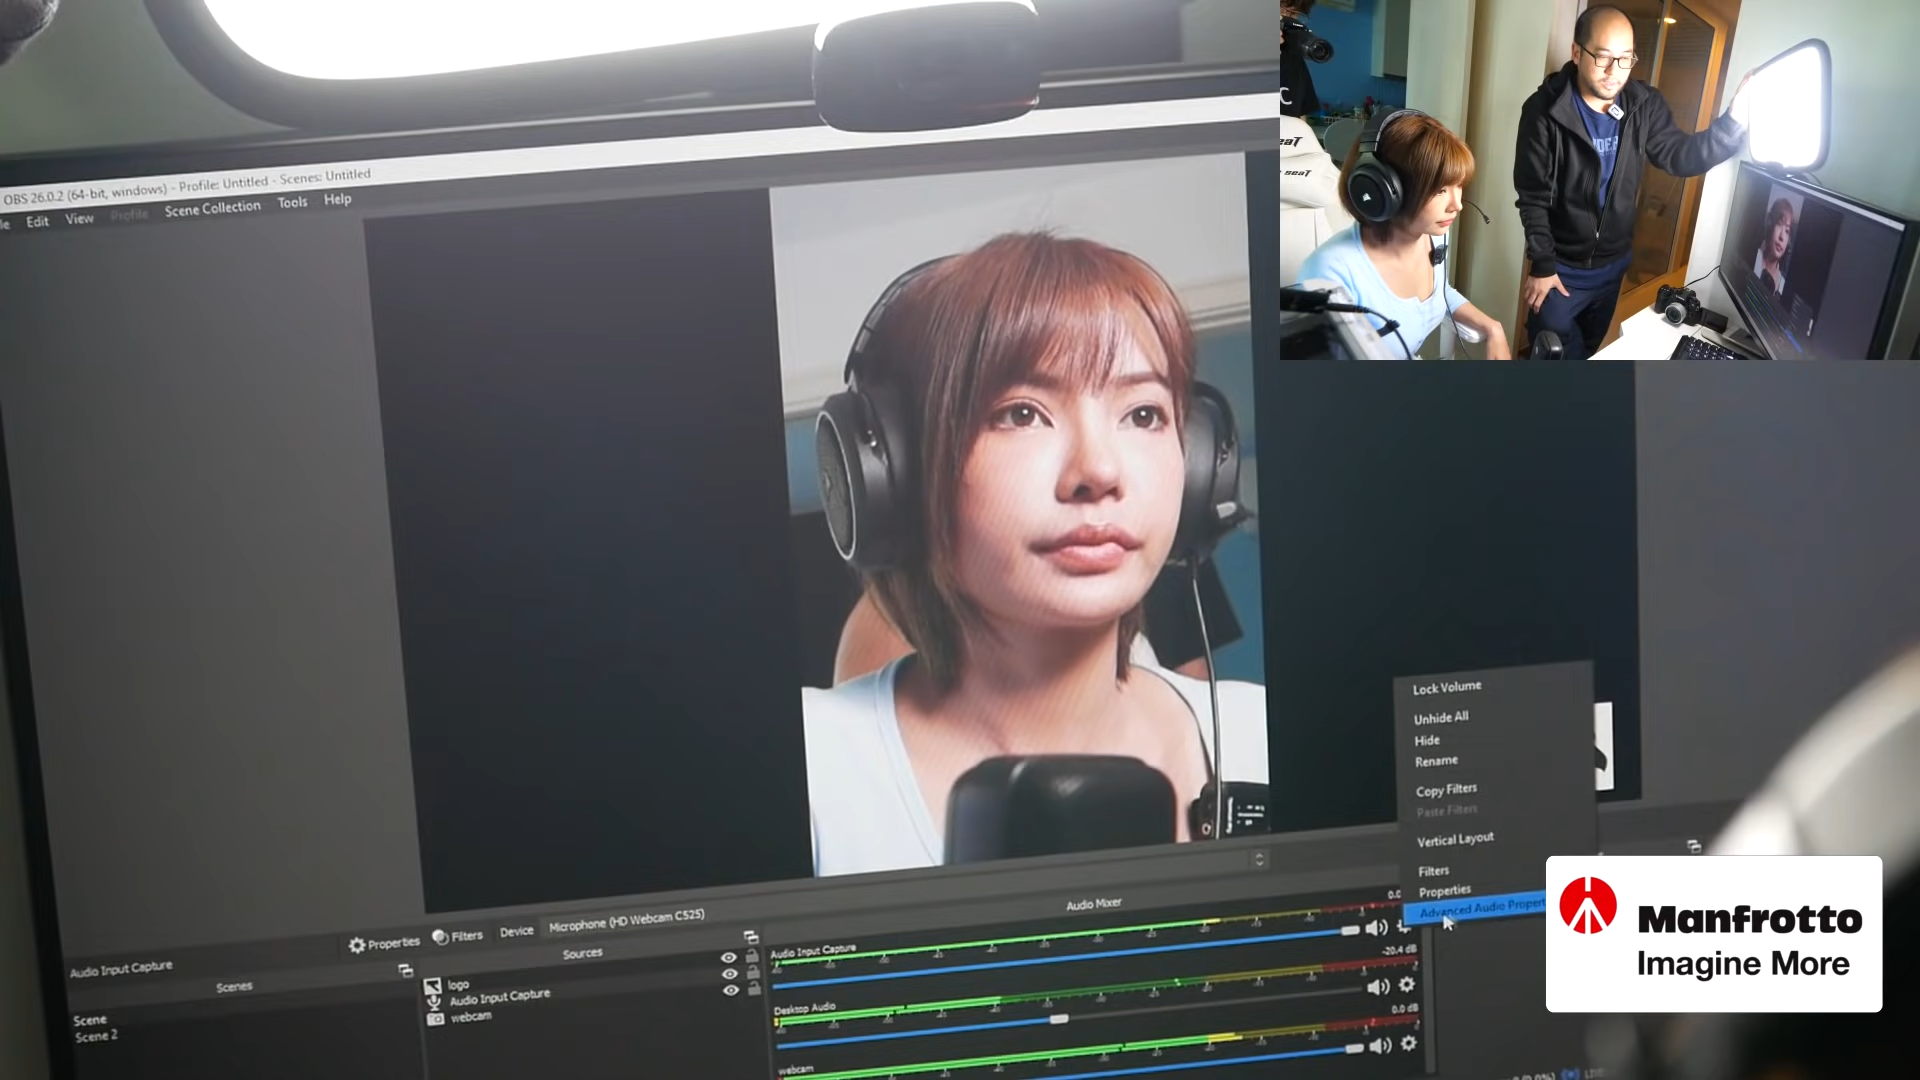 OBS 26.0.2 (64-bit, windows) - Profile: Untitled - Scenes: Untitled
Edit View Profile Scene Collection Tools Help
Lock Volume
Unhide All
Hide
Rename
Copy Filters
Paste Filters
Vertical Layout
Filters
Properties
Advanced Audio Propert
Manfrotto
Imagine More
Properties Filters Device Microphone (HD Webcam C525)
Audio Mixer
Audio Input Capture
Scenes
Scene
Scene 2
Sources
logo
Audio Input Capture
webcam
Audio Input Capture
-20.4 dB
Desktop Audio
0.0 dB
webcam
seaT